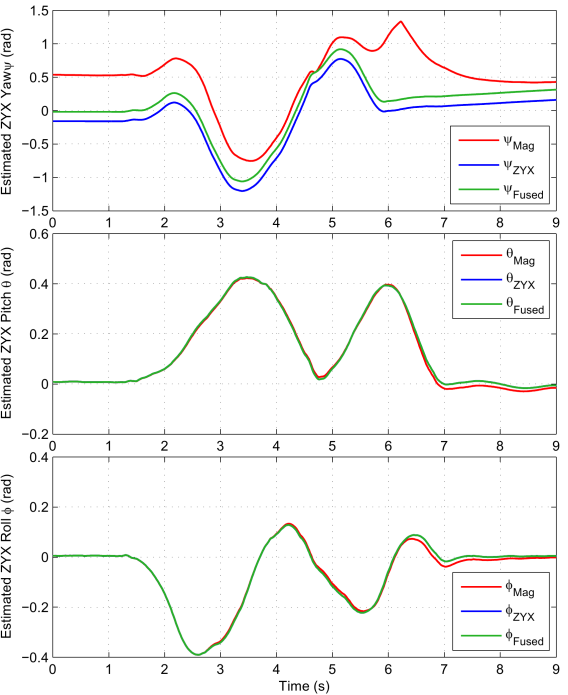 Estimated ZYX Yawψ (rad)
1.5
1
0.5
0
−0.5
−1
−1.5
ψMag
ψZYX
ψFused
0 1 2 3 4 5 6 7 8 9
Estimated ZYX Pitch θ (rad)
0.6
0.4
0.2
0
−0.2
θMag
θZYX
θFused
0 1 2 3 4 5 6 7 8 9
Estimated ZYX Roll ϕ (rad)
0.4
0.2
0
−0.2
−0.4
ϕMag
ϕZYX
ϕFused
0 1 2 3 4 5 6 7 8 9
Time (s)